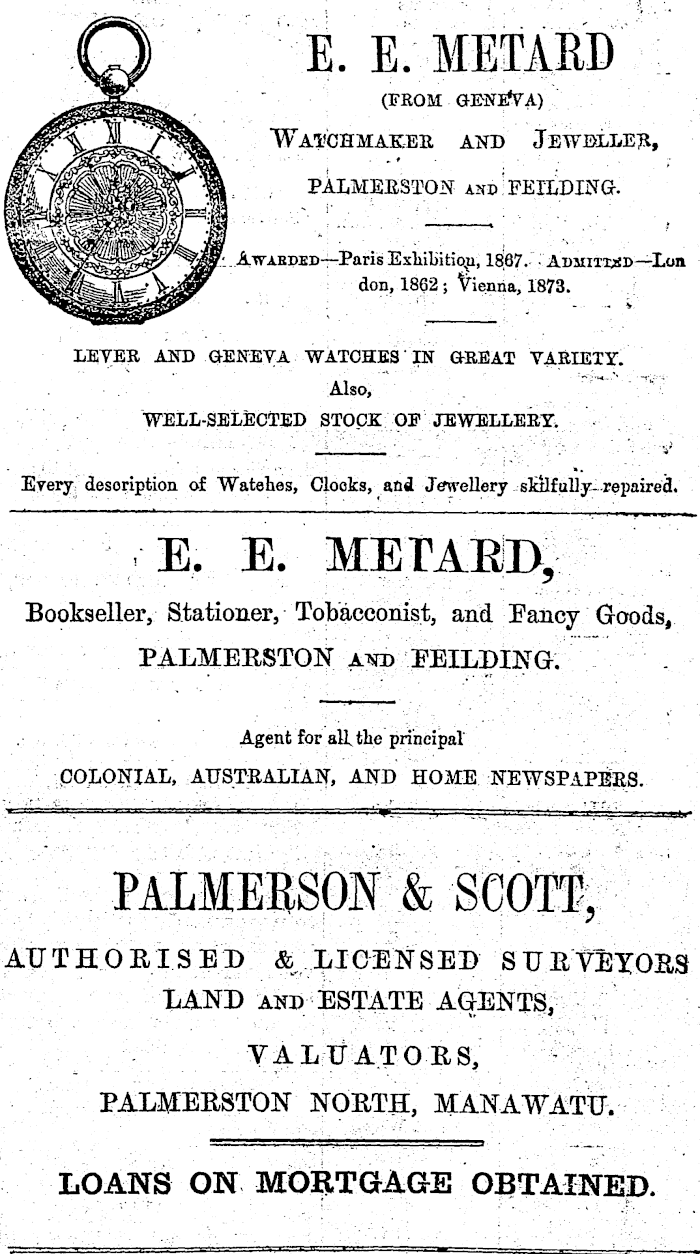 E. E. METARD
(FROM GENEVA)
WATCHMAKER AND JEWELLER,
PALMERSTON AND FEILDING.
AWARDED—Paris Exhibition, 1867. ADMITTED—Lon
don, 1862; Vienna, 1873.
LEVER AND GENEVA WATCHES IN GREAT VARIETY.
Also,
WELL-SELECTED STOCK OF JEWELLERY.
Every description of Watches, Clocks, and Jewellery skilfully repaired.
E. E. METARD,
Bookseller, Stationer, Tobacconist, and Fancy Goods,
PALMERSTON AND FEILDING.
Agent for all the principal
COLONIAL, AUSTRALIAN, AND HOME NEWSPAPERS.
PALMERSON & SCOTT,
AUTHORISED & LICENSED SURVEYORS
LAND AND ESTATE AGENTS,
VALUATORS,
PALMERSTON NORTH, MANAWATU.
LOANS ON MORTGAGE OBTAINED.